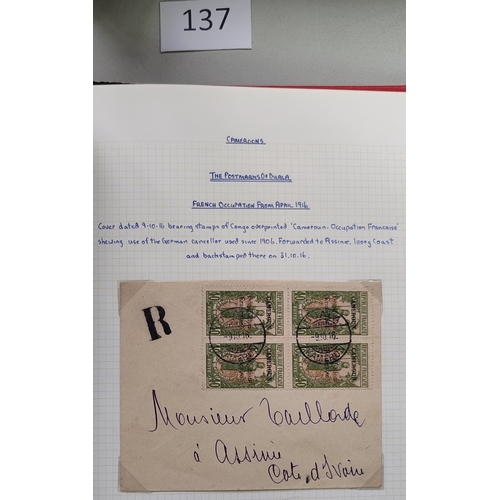 137
CAMEROONS
THE POSTMARKS OF DUALA
FRENCH OCCUPATION FROM APRIL 1916
Cover dated 9-10-16 bearing stamps of Congo overprinted "Cameroun. Occupation Francaise"
shewing use of the German canceller used since 1906. Forwarded to Assinie, Ivory Coast
and backstamped there on 31.10.16.
R
Monsieur Taillarde
à Assinie
Cote d'Ivoire